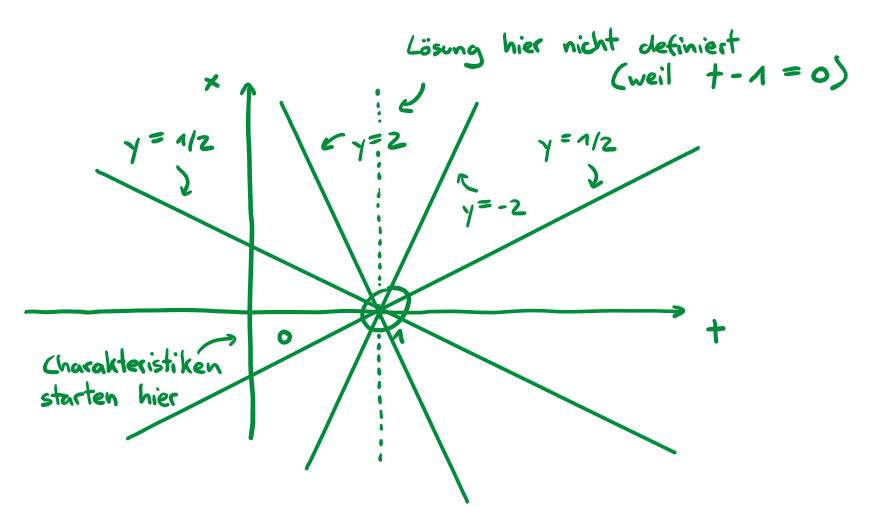 Lösung hier nicht definiert
(weil t-1=0)
x
y = 1/2
y=2
y = 1/2
y=-2
0
1
t
Charakteristiken
starten hier